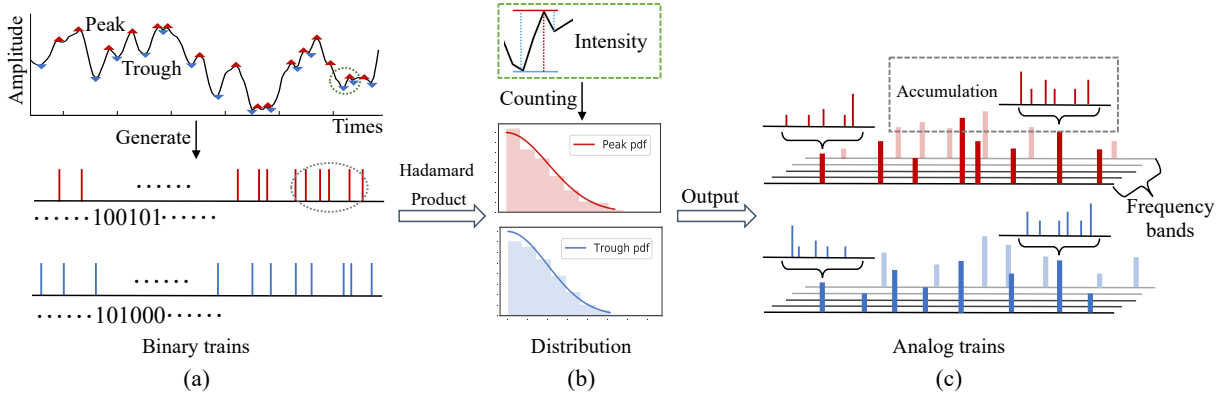 Amplitude
Peak
Trough
Times
Generate
······100101······
······
······101000······
······
Binary trains
(a)
Hadamard
Product
Intensity
Counting
Peak pdf
Trough pdf
Distribution
(b)
Output
Accumulation
Frequency
bands
Analog trains
(c)